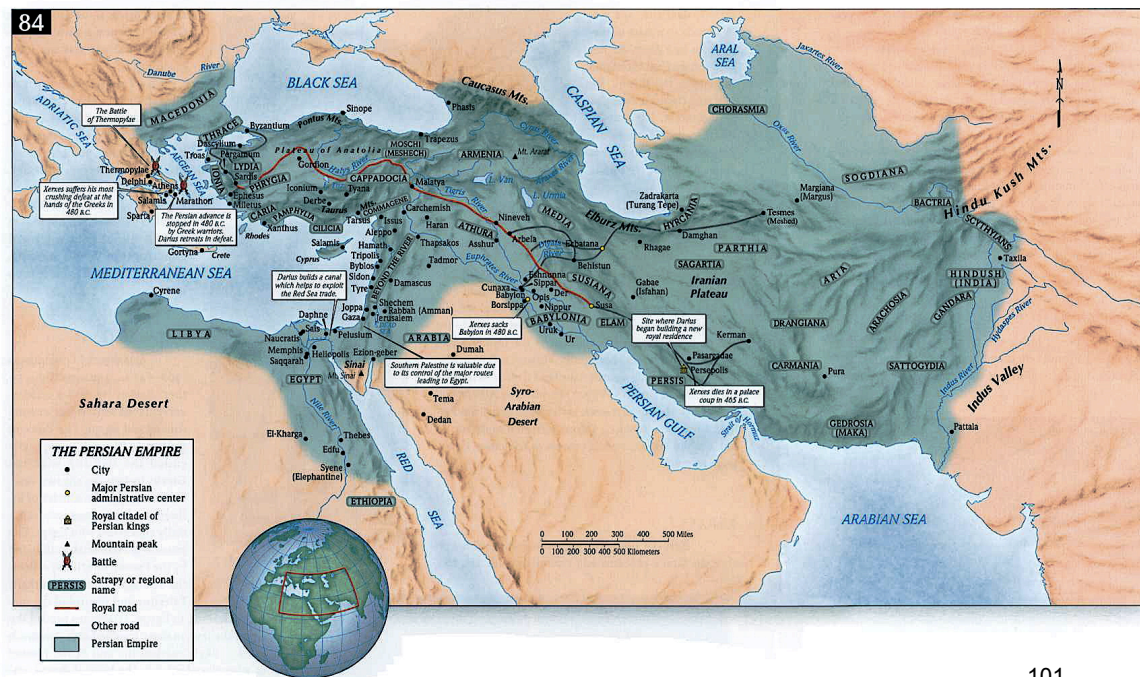 84
BLACK SEA
CASPIAN
SEA
ARAL
SEA
ADRIATIC SEA
AEGEAN SEA
MEDITERRANEAN SEA
RED
SEA
PERSIAN GULF
ARABIAN SEA
Danube River
Jaxartes River
Oxus River
Caucasus Mts.
Pontus Mts.
Plateau of Anatolia
Taurus Mts.
Elburz Mts.
Hindu Kush Mts.
Iranian
Plateau
Indus Valley
Indus River
Hydaspes River
Tigris River
Euphrates River
Nile River
Strait of Hormuz
L. Van
L. Urmia
Mt. Ararat
Sinai
Mt. Sinai
Sahara Desert
Syro-
Arabian
Desert
N
The Battle
of Thermopylae
Xerxes suffers his most
crushing defeat at the
hands of the Greeks in
480 B.C.
The Persian advance is
stopped in 480 B.C.
by Greek warriors.
Darius retreats in defeat.
Darius builds a canal
which helps to exploit
the Red Sea trade.
Southern Palestine is valuable due
to its control of the major routes
leading to Egypt.
Xerxes sacks
Babylon in 480 B.C.
Site where Darius
began building a new
royal residence
Xerxes dies in a palace
coup in 465 B.C.
MACEDONIA
THRACE
LYDIA
IONIA
PHRYGIA
CARIA
PAMPHYLIA
CILICIA
CAPPADOCIA
COMMAGENE
MOSCHI
(MESHECH)
ARMENIA
MEDIA
ATHURA
BEYOND THE RIVER
ARABIA
LIBYA
EGYPT
ETHIOPIA
BABYLONIA
SUSIANA
ELAM
PERSIS
HYRCANIA
PARTHIA
SAGARTIA
CHORASMIA
SOGDIANA
BACTRIA
SCYTHIANS
HINDUSH
(INDIA)
GANDARA
ARIA
ARACHOSIA
DRANGIANA
CARMANIA
SATTOGYDIA
GEDROSIA
(MAKA)
Byzantium
Dascylium
Troas
Pergamum
Sardis
Ephesus
Miletus
Thermopylae
Delphi
Athens
Marathon
Salamis
Sparta
Gortyna
Crete
Rhodes
Xanthus
Sinope
Trapezus
Phasis
Gordion
Iconium
Derbe
Tyana
Tarsus
Malatya
Issus
Carchemish
Haran
Aleppo
Hamath
Thapsakos
Tadmor
Tripolis
Byblos
Sidon
Tyre
Damascus
Salamis
Cyprus
Shechem
Joppa
Gaza
Jerusalem
Rabbah (Amman)
Cyrene
Daphne
Sais
Naucratis
Pelusium
Memphis
Heliopolis
Saqqarah
Ezion-geber
Dumah
Tema
Dedan
El-Kharga
Thebes
Edfu
Syene
(Elephantine)
Nineveh
Arbela
Asshur
Ecbatana
Behistun
Eshnunna
Sippar
Cunaxa
Opis
Der
Babylon
Borsippa
Nippur
Uruk
Ur
Susa
Rhagae
Gabae
(Isfahan)
Zadrakarta
(Turang Tepe)
Damghan
Tesmes
(Meshed)
Margiana
(Margus)
Kerman
Pasargadae
Persepolis
Pura
Taxila
Pattala
THE PERSIAN EMPIRE
City
Major Persian
administrative center
Royal citadel of
Persian kings
Mountain peak
Battle
PERSIS
Satrapy or regional
name
Royal road
Other road
Persian Empire
0 100 200 300 400 500 Miles
0 100 200 300 400 500 Kilometers
101